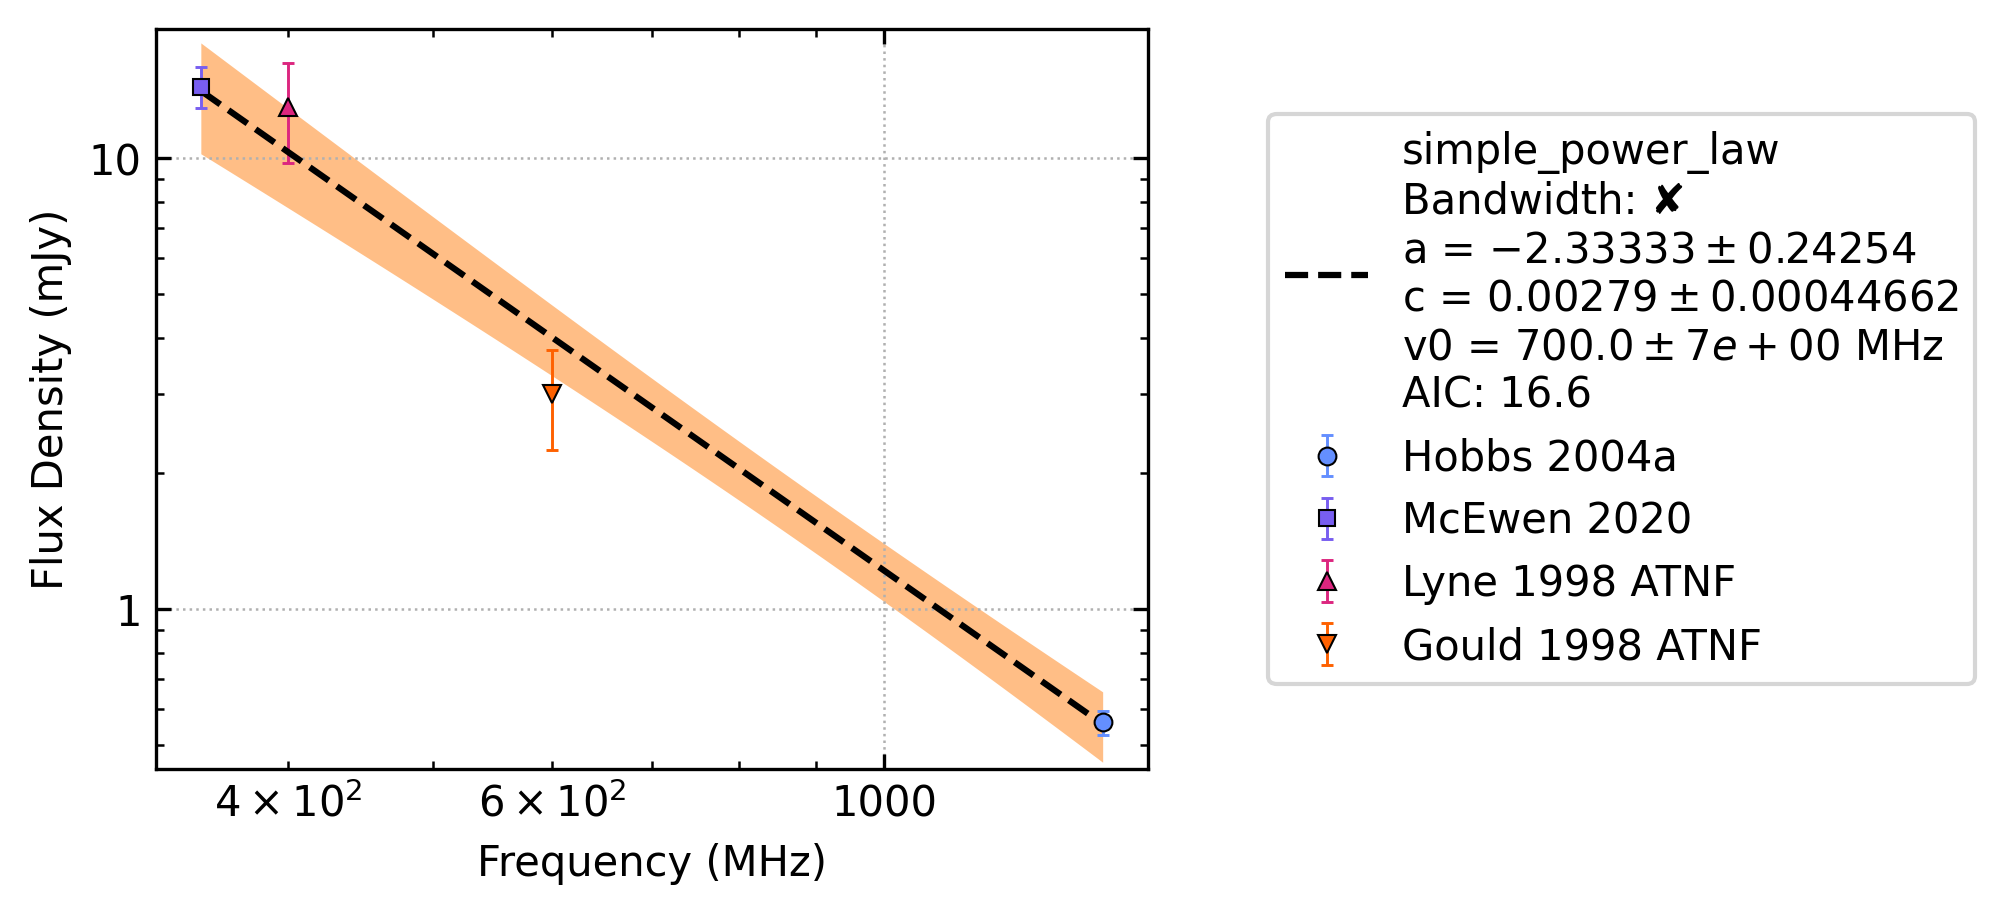 Flux Density (mJy)
10
1
4 × 10²
6 × 10²
1000
Frequency (MHz)
simple_power_law
Bandwidth: ✘
a = −2.33333 ± 0.24254
c = 0.00279 ± 0.00044662
v0 = 700.0 ± 7e + 00 MHz
AIC: 16.6
Hobbs 2004a
McEwen 2020
Lyne 1998 ATNF
Gould 1998 ATNF